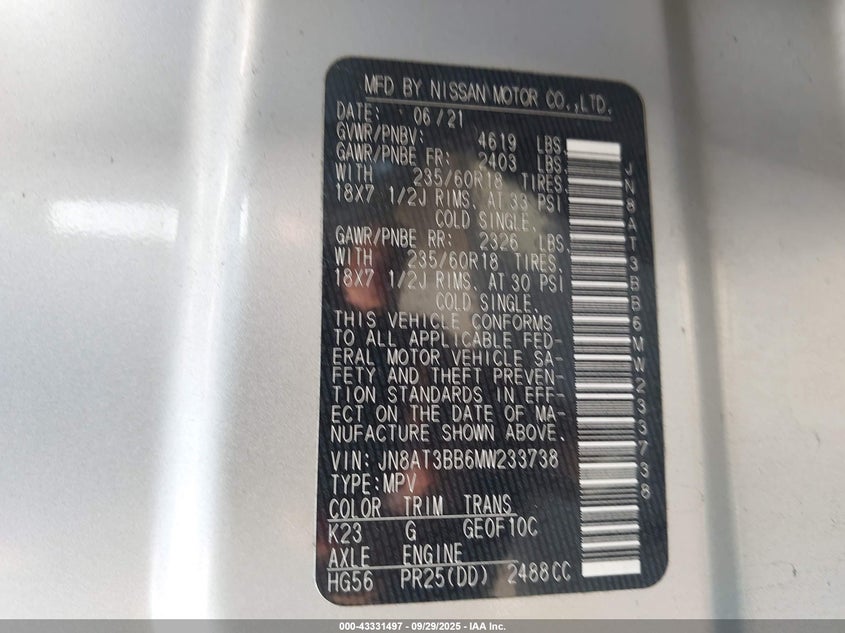 MFD BY NISSAN MOTOR CO.,LTD.
DATE: 06/21
GVWR/PNBV: 4619 LBS.
GAWR/PNBE FR: 2403 LBS.
WITH 235/60R18 TIRES.
18X7 1/2J RIMS. AT 33 PSI
COLD SINGLE.
GAWR/PNBE RR: 2326 LBS.
WITH 235/60R18 TIRES.
18X7 1/2J RIMS. AT 30 PSI
COLD SINGLE.
THIS VEHICLE CONFORMS
TO ALL APPLICABLE FED-
ERAL MOTOR VEHICLE SA-
FETY AND THEFT PREVEN-
TION STANDARDS IN EFF-
ECT ON THE DATE OF MA-
NUFACTURE SHOWN ABOVE.
VIN: JN8AT3BB6MW233738
TYPE:MPV
COLOR TRIM TRANS
K23 G GE0F10C
AXLE ENGINE
HG56 PR25(DD) 2488CC
JN8AT3BB6MW233738
000-43331497 - 09/29/2025 - IAA Inc.